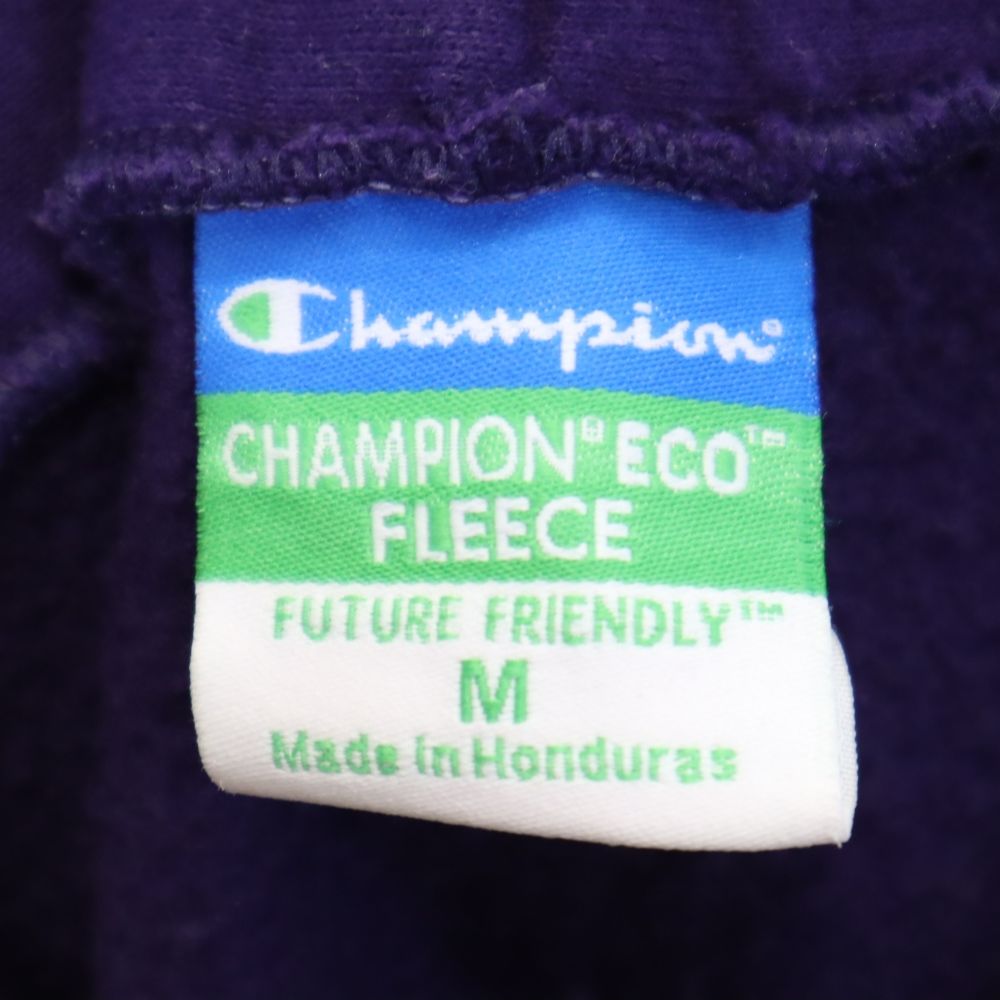 Champion®
CHAMPION® ECO™
FLEECE
FUTURE FRIENDLY™
M
Made in Honduras